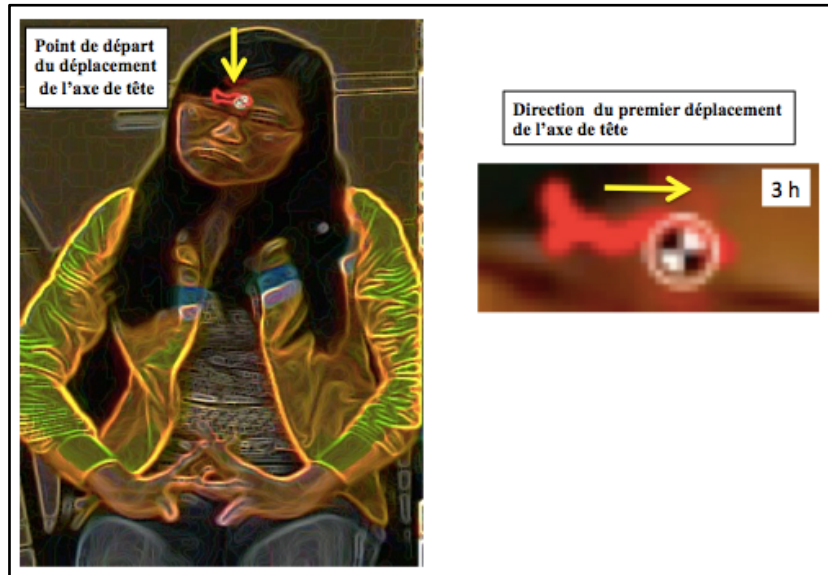 Point de départ
du déplacement
de l'axe de tête
Direction du premier déplacement
de l'axe de tête
3 h